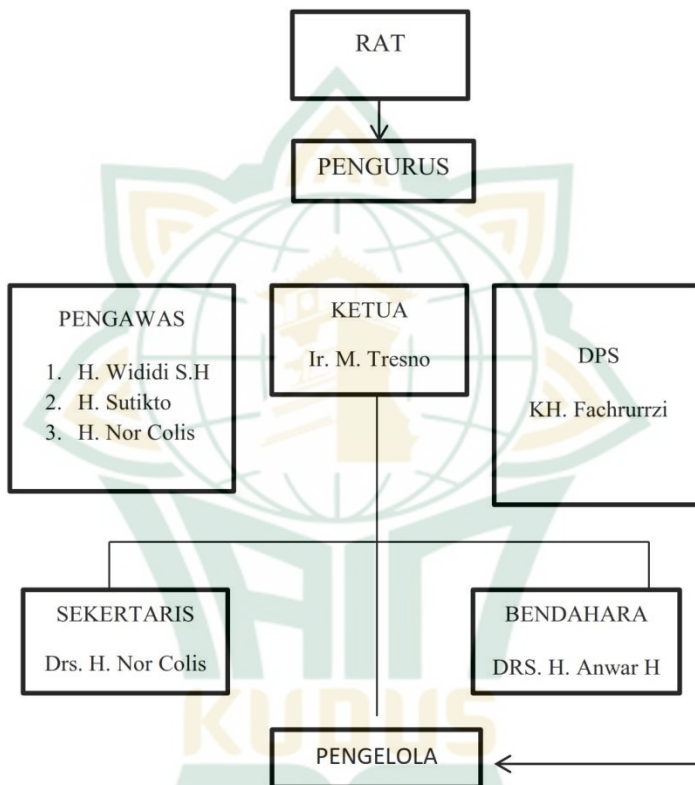 RAT
PENGURUS
PENGAWAS
1. H. Wididi S.H
2. H. Sutikto
3. H. Nor Colis
KETUA
Ir. M. Tresno
DPS
KH. Fachrurrzi
SEKERTARIS
Drs. H. Nor Colis
BENDAHARA
DRS. H. Anwar H
KUDUS
PENGELOLA